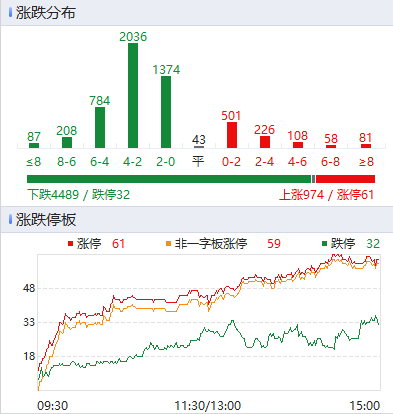 涨跌分布
87 208 784 2036 1374 43 501 226 108 58 81
≤8 8-6 6-4 4-2 2-0 平 0-2 2-4 4-6 6-8 ≥8
下跌4489 / 跌停32 上涨974 / 涨停61
涨跌停板
涨停 61 非一字板涨停 59 跌停 32
48
33
18
09:30 11:30/13:00 15:00